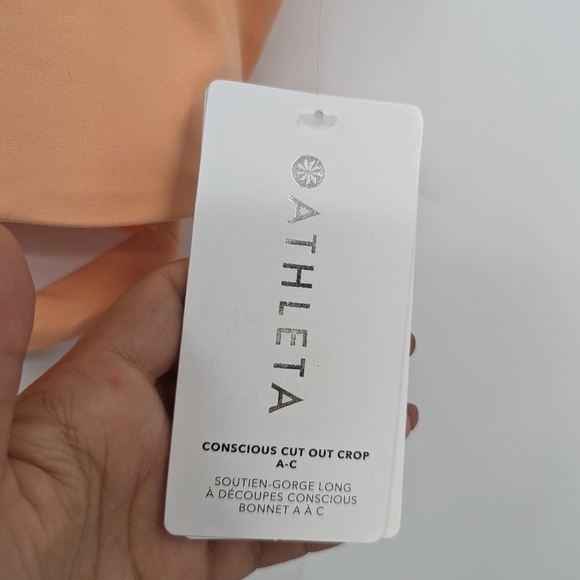 ATHLETA
CONSCIOUS CUT OUT CROP
A-C
SOUTIEN-GORGE LONG
À DÉCOUPES CONSCIOUS
BONNET A À C